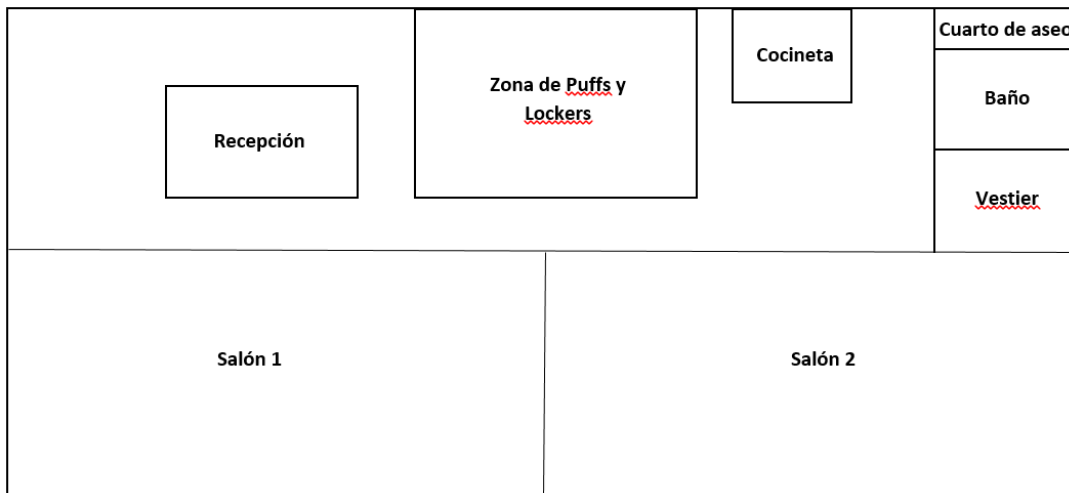 Cuarto de aseo
Cocineta
Zona de Puffs y
Lockers
Baño
Recepción
Vestier
Salón 1
Salón 2